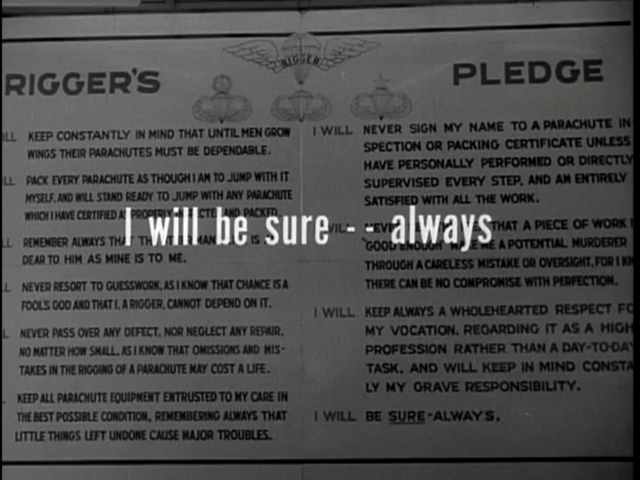 RIGGER
RIGGER'S PLEDGE
ILL KEEP CONSTANTLY IN MIND THAT UNTIL MEN GROW
WINGS THEIR PARACHUTES MUST BE DEPENDABLE.
LL PACK EVERY PARACHUTE AS THOUGH I AM TO JUMP WITH IT
MYSELF, AND WILL STAND READY TO JUMP WITH ANY PARACHUTE
WHICH I HAVE CERTIFIED AS PROPERLY PACKED.
LL REMEMBER ALWAYS IS AS
DEAR TO HIM AS MINE IS TO ME.
L NEVER RESORT TO GUESSWORK, AS I KNOW THAT CHANCE IS A
FOOL'S GOD AND THAT I, A RIGGER, CANNOT DEPEND ON IT.
L NEVER PASS OVER ANY DEFECT, NOR NEGLECT ANY REPAIR,
NO MATTER HOW SMALL, AS I KNOW THAT OMISSIONS AND MIS-
TAKES IN THE RIGGING OF A PARACHUTE MAY COST A LIFE.
KEEP ALL PARACHUTE EQUIPMENT ENTRUSTED TO MY CARE IN
THE BEST POSSIBLE CONDITION, REMEMBERING ALWAYS THAT
LITTLE THINGS LEFT UNDONE CAUSE MAJOR TROUBLES.
I WILL NEVER SIGN MY NAME TO A PARACHUTE IN
SPECTION OR PACKING CERTIFICATE UNLESS
HAVE PERSONALLY PERFORMED OR DIRECTLY
SUPERVISED EVERY STEP, AND AM ENTIRELY
SATISFIED WITH ALL THE WORK.
THAT A PIECE OF WORK
GOOD ENOUGH ME A POTENTIAL MURDERER
THROUGH A CARELESS MISTAKE OR OVERSIGHT, FOR I K
THERE CAN BE NO COMPROMISE WITH PERFECTION.
I WILL KEEP ALWAYS A WHOLEHEARTED RESPECT F
MY VOCATION, REGARDING IT AS A HIGH
PROFESSION RATHER THAN A DAY-TO-DAY
TASK, AND WILL KEEP IN MIND CONSTA
LY MY GRAVE RESPONSIBILITY.
I WILL BE SURE-ALWAYS.
I will be sure -- always